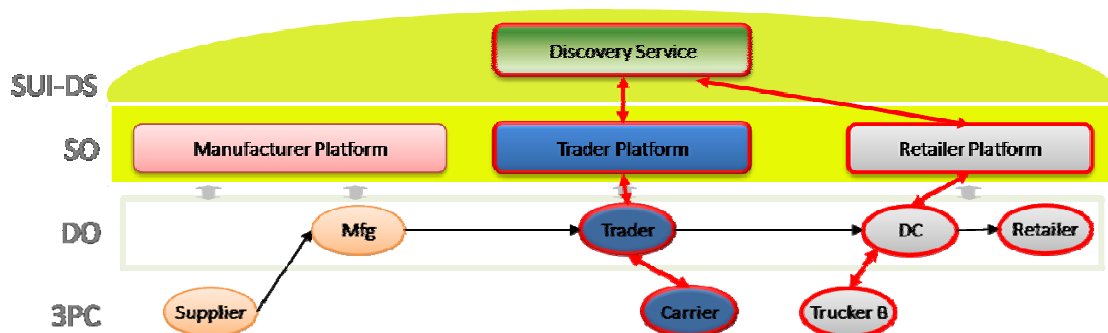 Discovery Service
SUI-DS
SO
Manufacturer Platform
Trader Platform
Retailer Platform
DO
Mfg
Trader
DC
Retailer
3PC
Supplier
Carrier
Trucker B